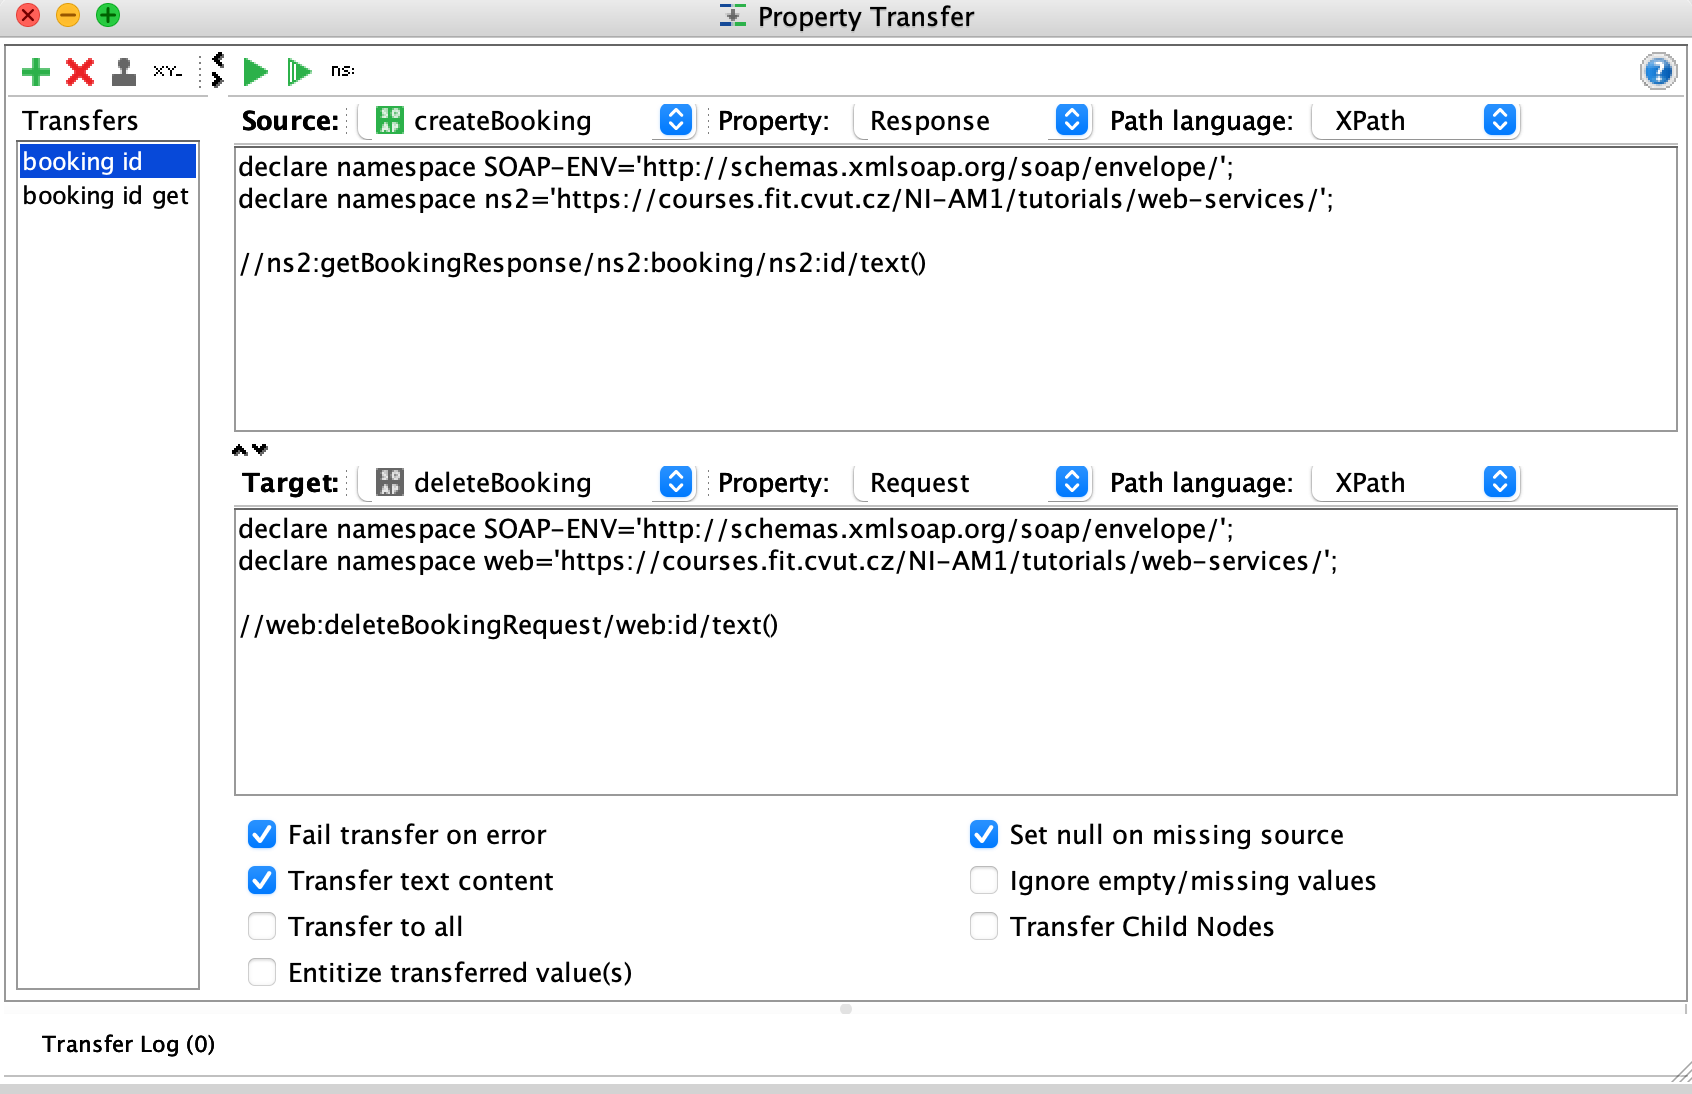 Property Transfer
XY_ ns:
Transfers
booking id
booking id get
Source: SOAP createBooking Property: Response Path language: XPath
declare namespace SOAP-ENV='http://schemas.xmlsoap.org/soap/envelope/';
declare namespace ns2='https://courses.fit.cvut.cz/NI-AM1/tutorials/web-services/';
//ns2:getBookingResponse/ns2:booking/ns2:id/text()
Target: SOAP deleteBooking Property: Request Path language: XPath
declare namespace SOAP-ENV='http://schemas.xmlsoap.org/soap/envelope/';
declare namespace web='https://courses.fit.cvut.cz/NI-AM1/tutorials/web-services/';
//web:deleteBookingRequest/web:id/text()
Fail transfer on error Set null on missing source
Transfer text content Ignore empty/missing values
Transfer to all Transfer Child Nodes
Entitize transferred value(s)
Transfer Log (0)